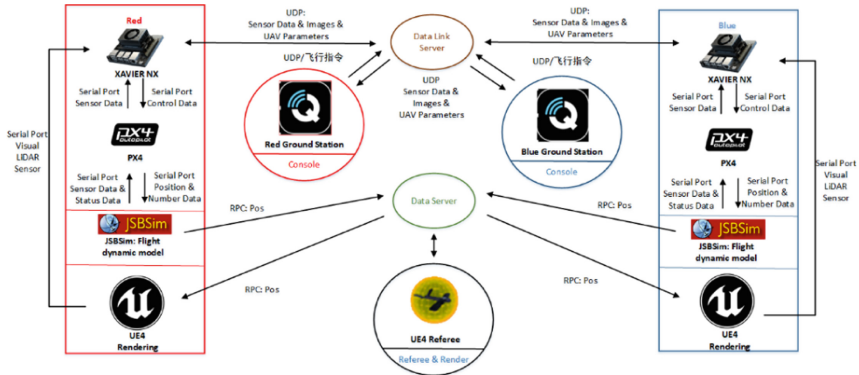 Red
XAVIER NX
Serial Port
Sensor Data
Serial Port
Control Data
px4
autopilot
PX4
Serial Port
Sensor Data &
Status Data
Serial Port
Position &
Number Data
JSBSim
JSBSim: Flight
dynamic model
UE4
Rendering
Serial Port
Visual
LiDAR
Sensor
UDP:
Sensor Data & Images &
UAV Parameters
UDP/飞行指令
Data Link
Server
UDP
Sensor Data &
Images &
UAV Parameters
Red Ground Station
Console
UDP:
Sensor Data & Images &
UAV Parameters
UDP/飞行指令
Blue Ground Station
Console
Data Server
RPC: Pos
RPC: Pos
RPC: Pos
RPC: Pos
UE4 Referee
Referee & Render
Blue
XAVIER NX
Serial Port
Sensor Data
Serial Port
Control Data
px4
autopilot
PX4
Serial Port
Sensor Data &
Status Data
Serial Port
Position &
Number Data
JSBSim
JSBSim: Flight
dynamic model
UE4
Rendering
Serial Port
Visual
LiDAR
Sensor